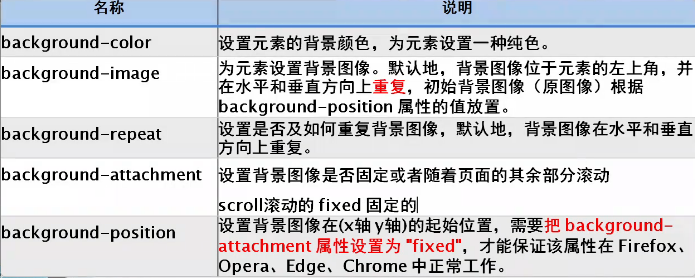 名称 说明
background-color 设置元素的背景颜色，为元素设置一种纯色。
为元素设置背景图像。默认地，背景图像位于元素的左上角，并
background-image 在水平和垂直方向上重复，初始背景图像（原图像）根据
background-position 属性的值放置。
background-repeat 设置是否及如何重复背景图像，默认地，背景图像在水平和垂直
方向上重复。
background-attachment 设置背景图像是否固定或者随着页面的其余部分滚动
scroll滚动的 fixed 固定的
设置背景图像在(x轴 y轴)的起始位置，需要把 background-
background-position attachment 属性设置为 "fixed"，才能保证该属性在 Firefox、
Opera、Edge、Chrome 中正常工作。